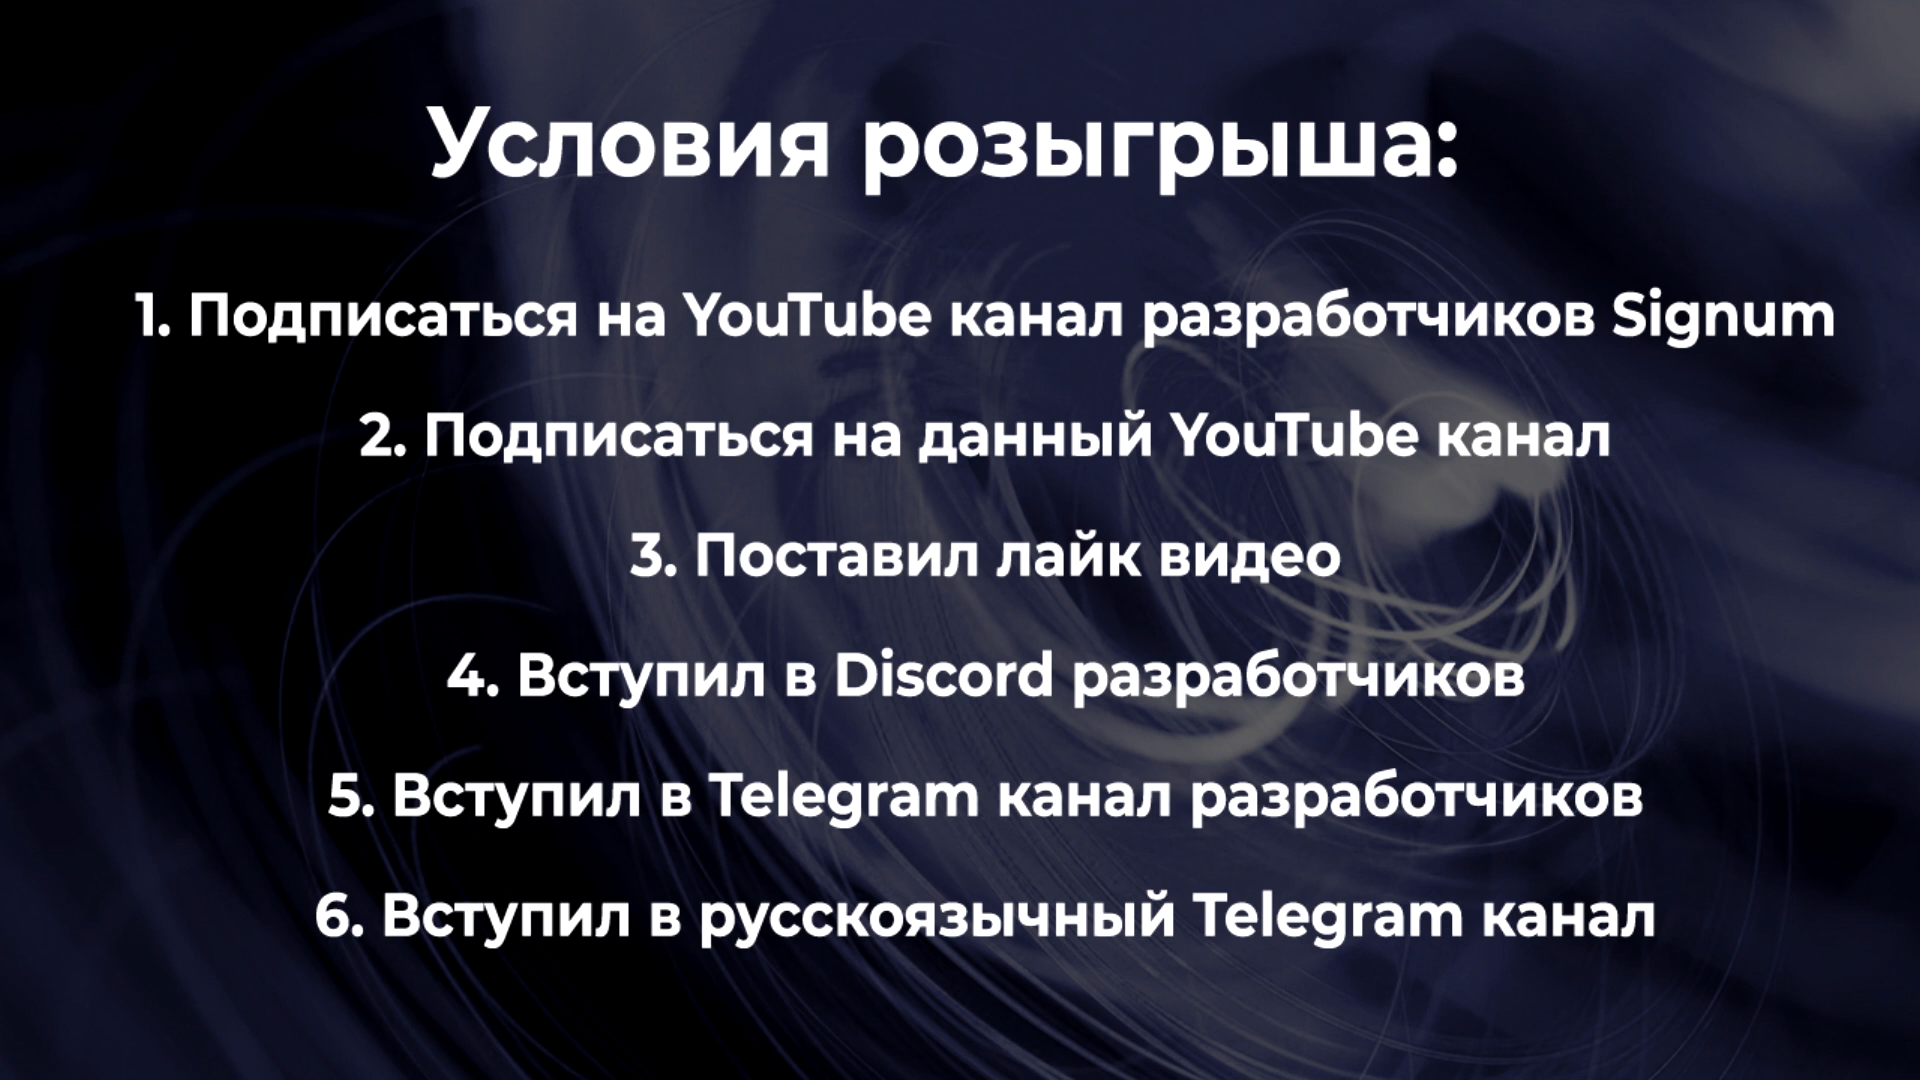 Условия розыгрыша:
1. Подписаться на YouTube канал разработчиков Signum
2. Подписаться на данный YouTube канал
3. Поставил лайк видео
4. Вступил в Discord разработчиков
5. Вступил в Telegram канал разработчиков
6. Вступил в русскоязычный Telegram канал